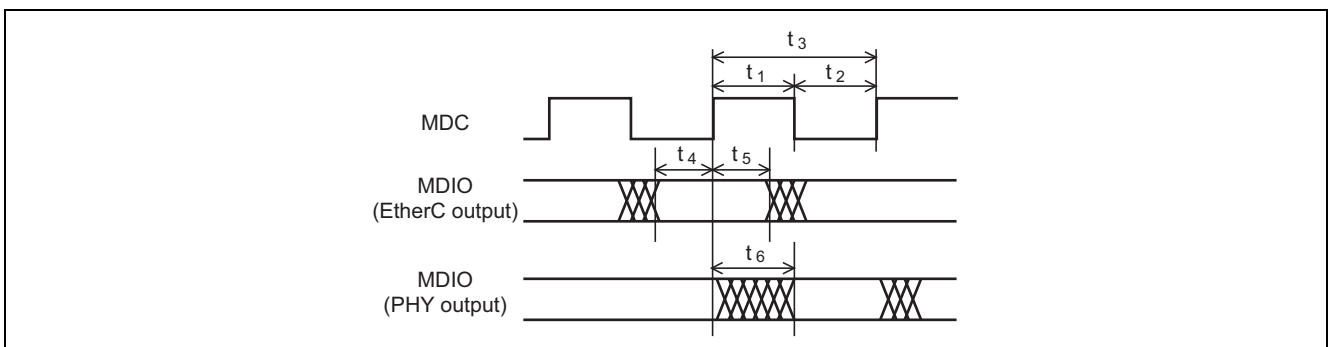 t3
t1 t2
MDC
t4 t5
MDIO
(EtherC output)
t6
MDIO
(PHY output)